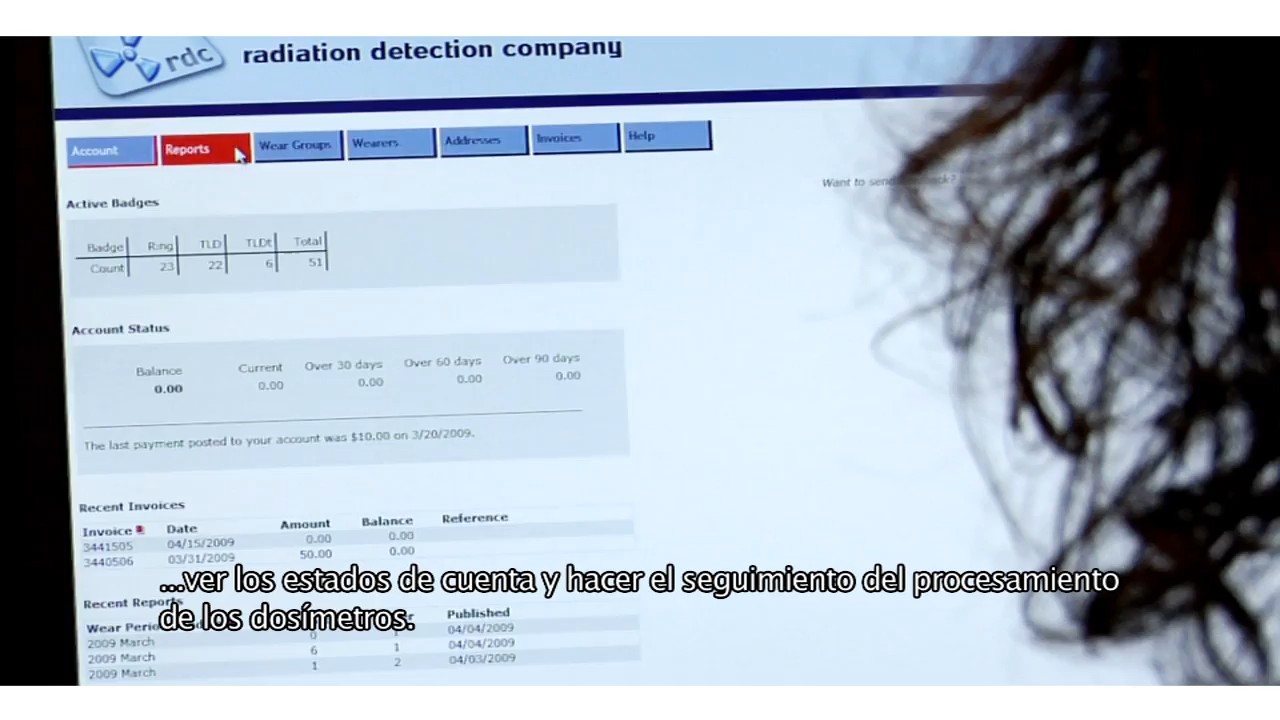 rdc radiation detection company
Account Reports Wear Groups Wearers Addresses Invoices Help
Want to send
Active Badges
Badge Ring TLD TLDt Total
Count 23 22 6 51
Account Status
Balance Current Over 30 days Over 60 days Over 90 days
0.00 0.00 0.00 0.00 0.00
The last payment posted to your account was $10.00 on 3/20/2009.
Recent Invoices
Invoice Date Amount Balance Reference
3441505 04/15/2009 0.00 0.00
3440506 03/31/2009 50.00 0.00
...ver los estados de cuenta y hacer el seguimiento del procesamiento
de los dosímetros.
Recent Reports
Wear Published
2009 March 0 1 04/04/2009
2009 March 6 1 04/04/2009
2009 March 1 2 04/03/2009